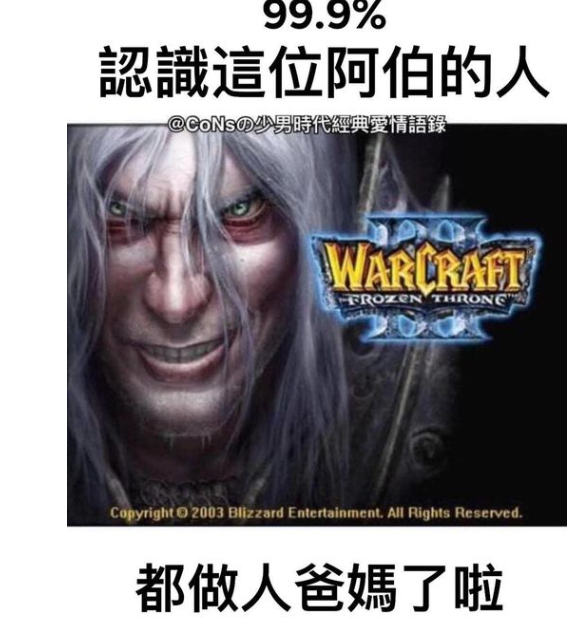 99.9%
認識這位阿伯的人
@CoNsの少男時代經典愛情語錄
WARCRAFT
III
FROZEN THRONE™
Copyright © 2003 Blizzard Entertainment. All Rights Reserved.
都做人爸媽了啦